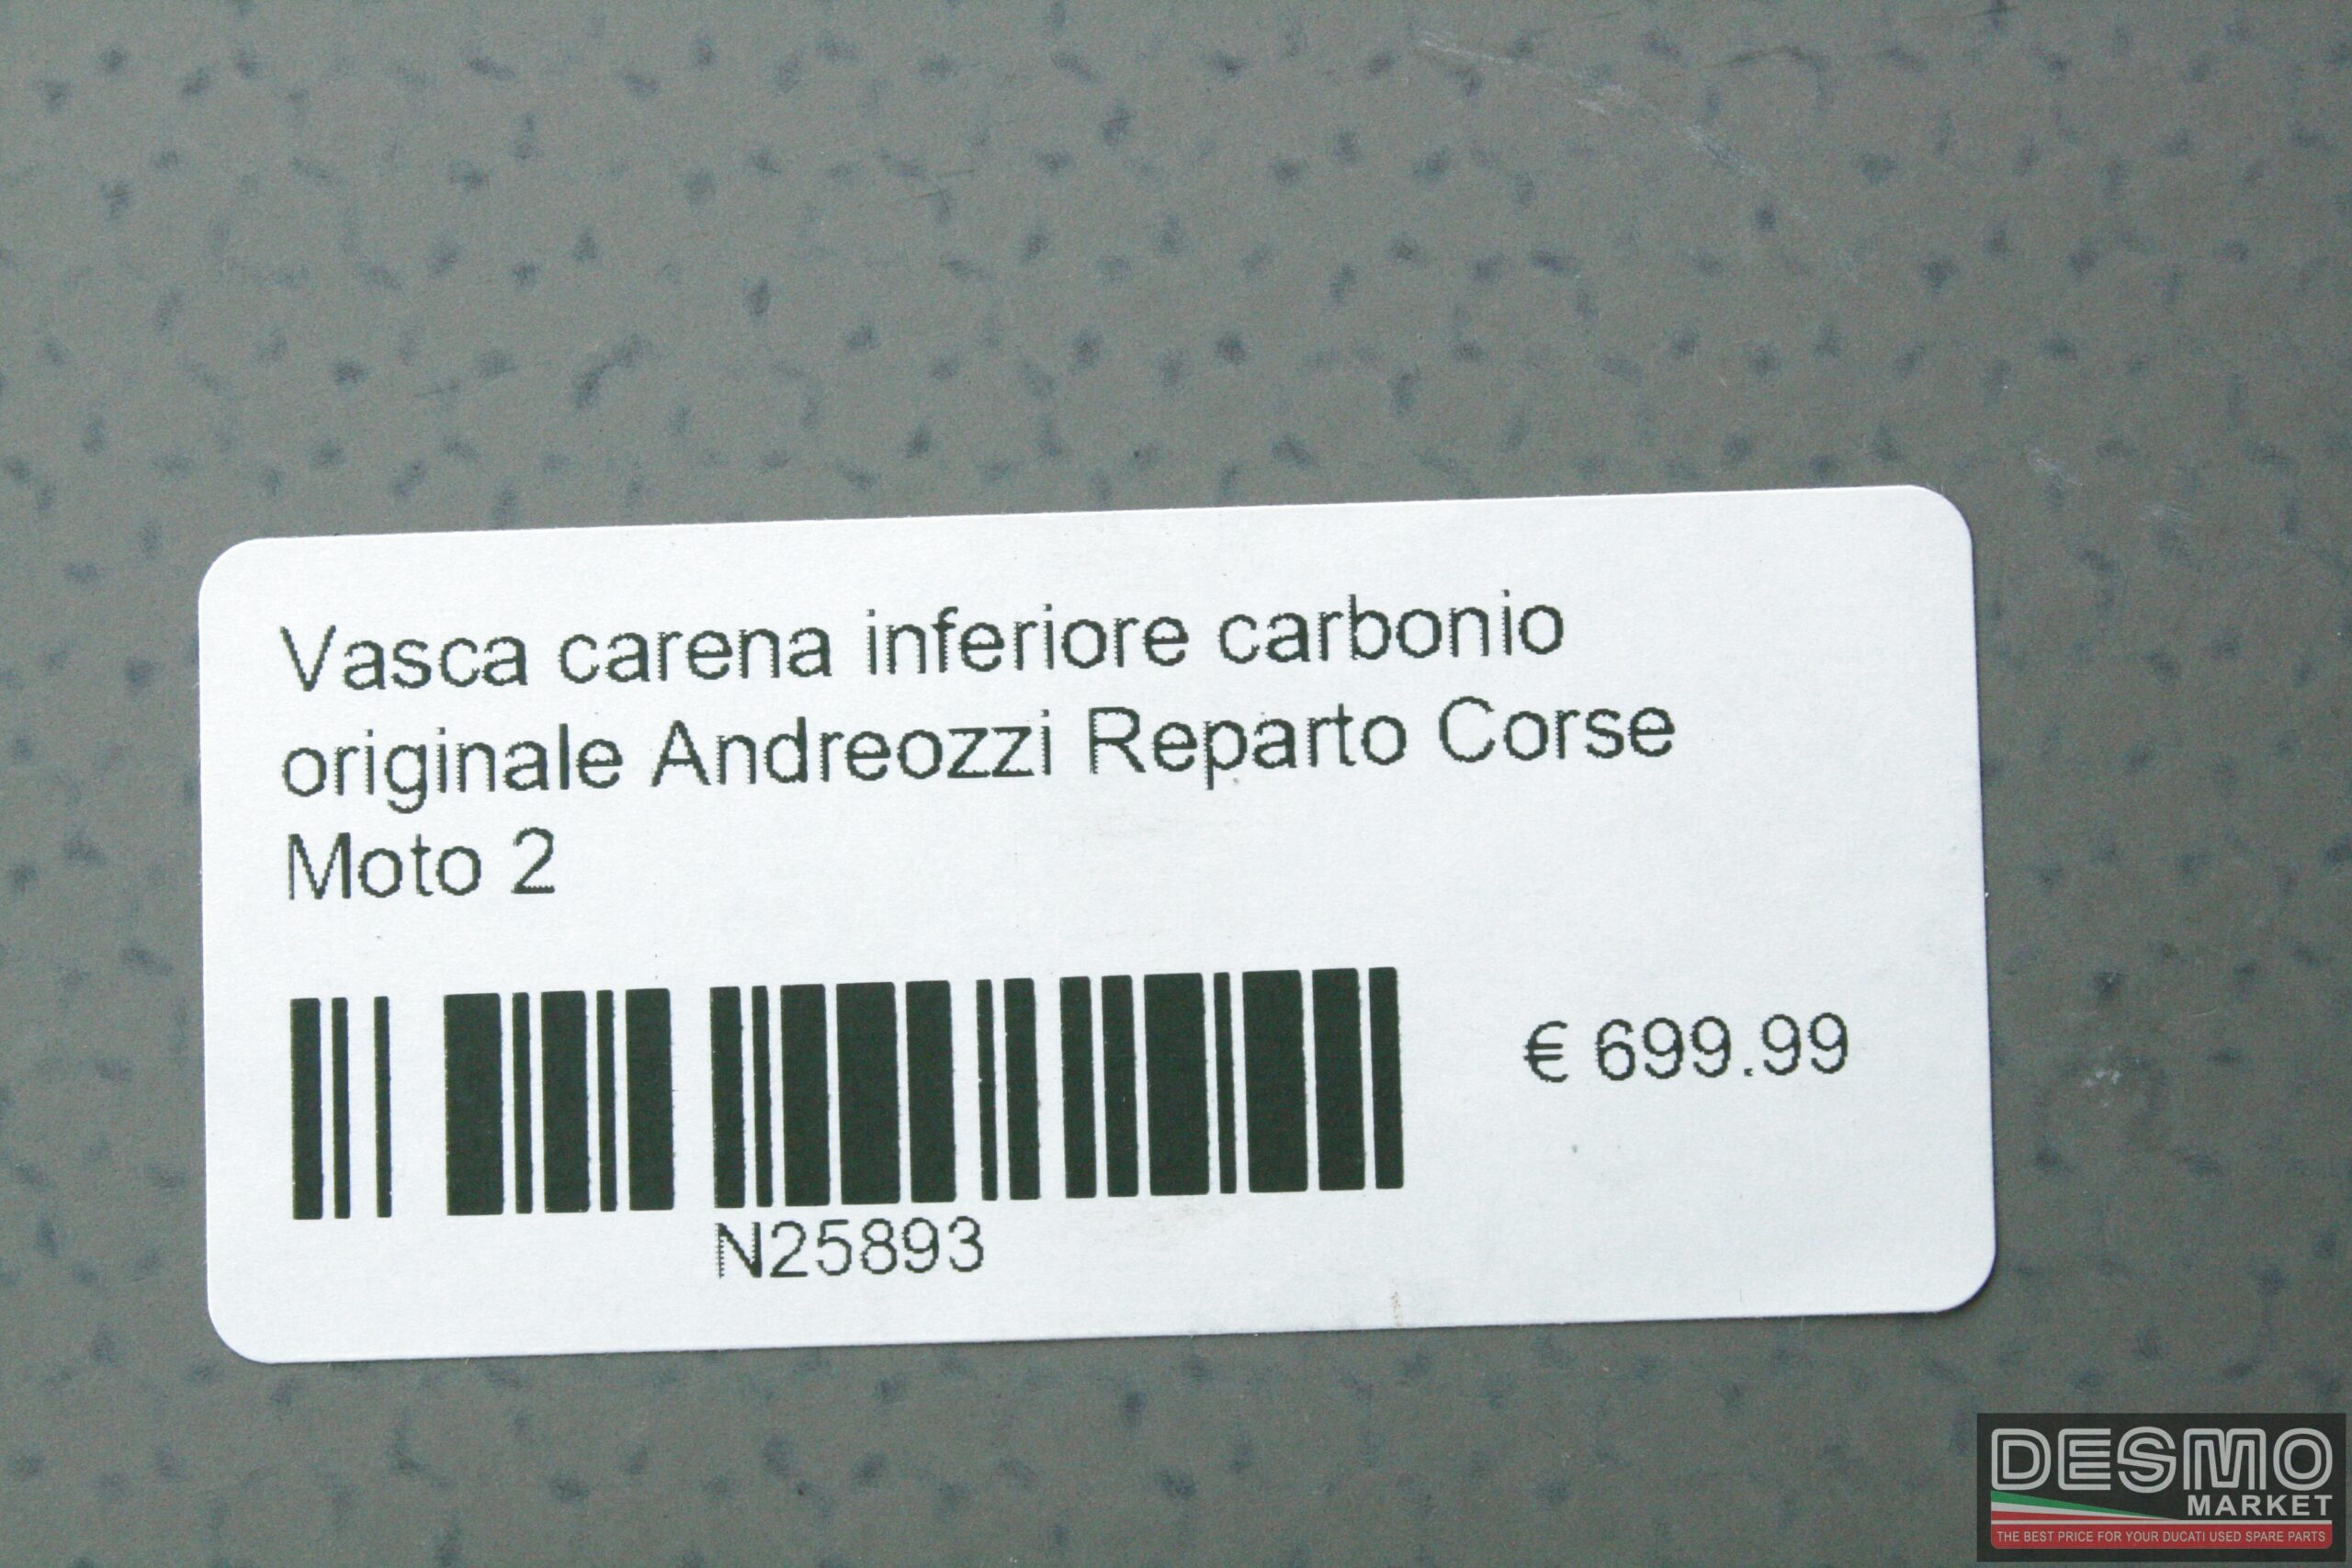 Vasca carena inferiore carbonio
originale Andreozzi Reparto Corse
Moto 2
€ 699.99
N25893
DESMO
MARKET
THE BEST PRICE FOR YOUR DUCATI USED SPARE PARTS